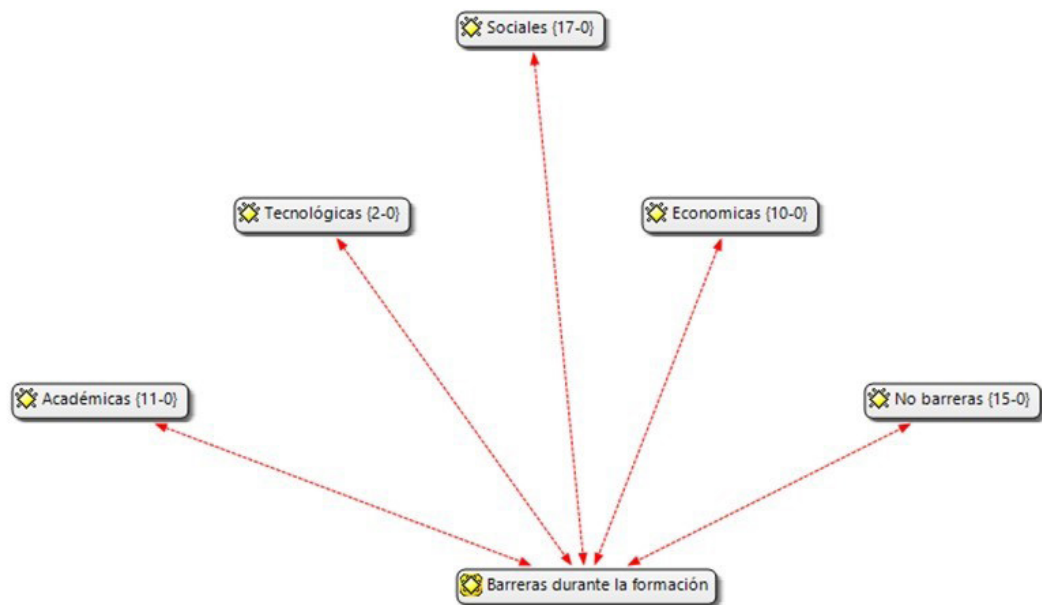 Sociales {17-0}
Tecnológicas {2-0}
Economicas {10-0}
Académicas {11-0}
No barreras {15-0}
Barreras durante la formación